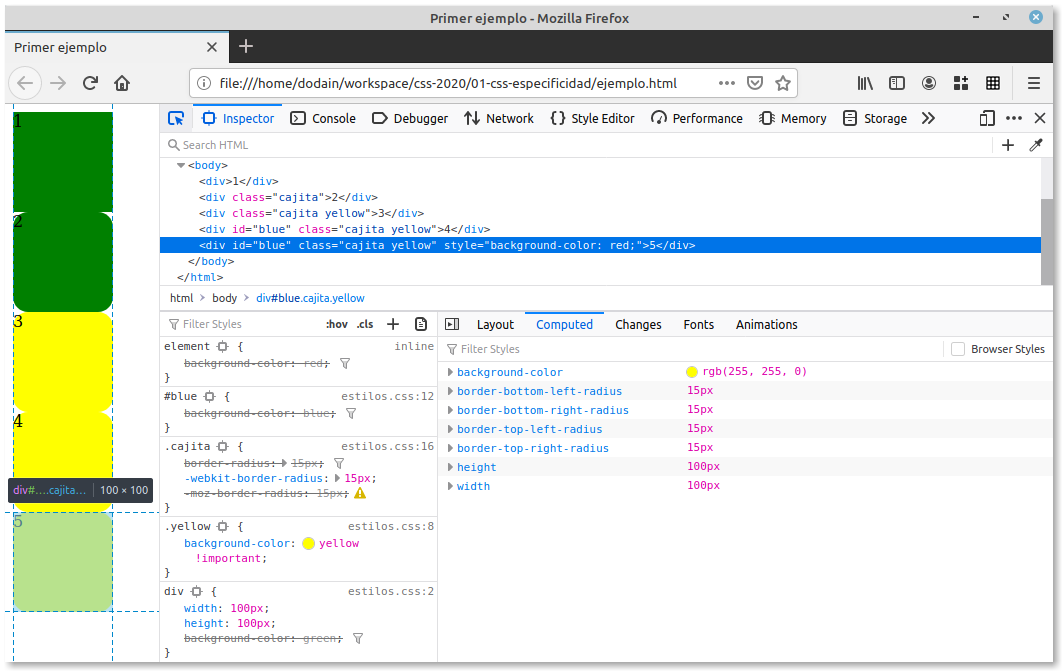 Primer ejemplo - Mozilla Firefox
Primer ejemplo
file:///home/dodain/workspace/css-2020/01-css-especificidad/ejemplo.html
1
2
3
4
div#....cajita... | 100 × 100
5
Inspector Console Debugger Network Style Editor Performance Memory Storage
Search HTML
<body>
<div>1</div>
<div class="cajita">2</div>
<div class="cajita yellow">3</div>
<div id="blue" class="cajita yellow">4</div>
<div id="blue" class="cajita yellow" style="background-color: red;">5</div>
</body>
</html>
html > body > div#blue.cajita.yellow
Filter Styles :hov .cls
element { inline
background-color: red;
}
#blue { estilos.css:12
background-color: blue;
}
.cajita { estilos.css:16
border-radius: 15px;
-webkit-border-radius: 15px;
-moz-border-radius: 15px;
}
.yellow { estilos.css:8
background-color: yellow
!important;
}
div { estilos.css:2
width: 100px;
height: 100px;
background-color: green;
}
Layout Computed Changes Fonts Animations
Filter Styles Browser Styles
background-color rgb(255, 255, 0)
border-bottom-left-radius 15px
border-bottom-right-radius 15px
border-top-left-radius 15px
border-top-right-radius 15px
height 100px
width 100px